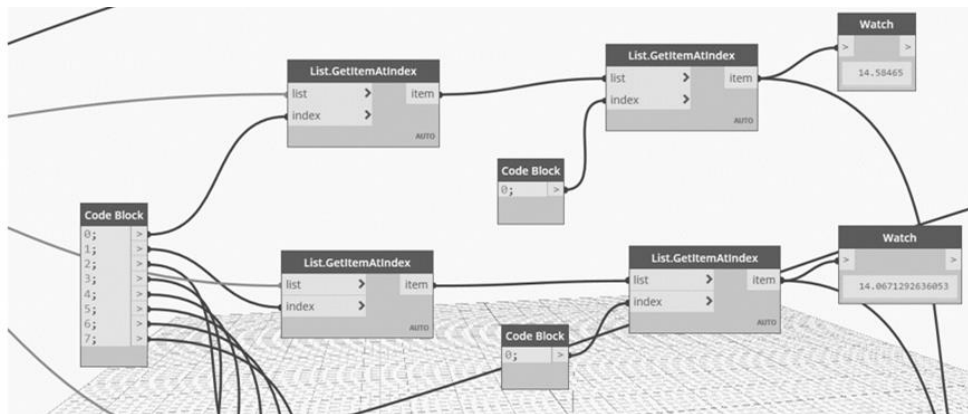 Watch
>
>
14.58465
List.GetItemAtIndex
list
>
item
index
>
AUTO
List.GetItemAtIndex
list
>
item
index
>
AUTO
Code Block
0;
>
Code Block
0;
>
1;
>
2;
>
3;
>
4;
>
5;
>
6;
>
7;
>
List.GetItemAtIndex
list
>
item
index
>
AUTO
List.GetItemAtIndex
list
>
item
index
>
AUTO
Watch
>
>
14.0671292636053
Code Block
0;
>